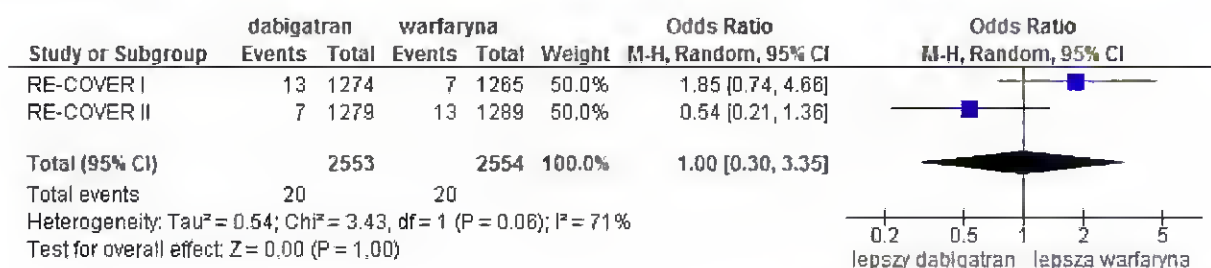 dabigatran warfaryna Odds Ratio Odds Ratio
Study or Subgroup Events Total Events Total Weight M-H, Random, 95% CI M-H, Random, 95% CI
RE-COVER I 13 1274 7 1265 50.0% 1.85 [0.74, 4.66]
RE-COVER II 7 1279 13 1289 50.0% 0.54 [0.21, 1.36]
Total (95% CI) 2553 2554 100.0% 1.00 [0.30, 3.35]
Total events 20 20
Heterogeneity: Tau² = 0.54; Chi² = 3.43, df = 1 (P = 0.06); I² = 71%
Test for overall effect: Z = 0.00 (P = 1.00)
0.2 0.5 1 2 5
lepszy dabigatran lepsza warfaryna